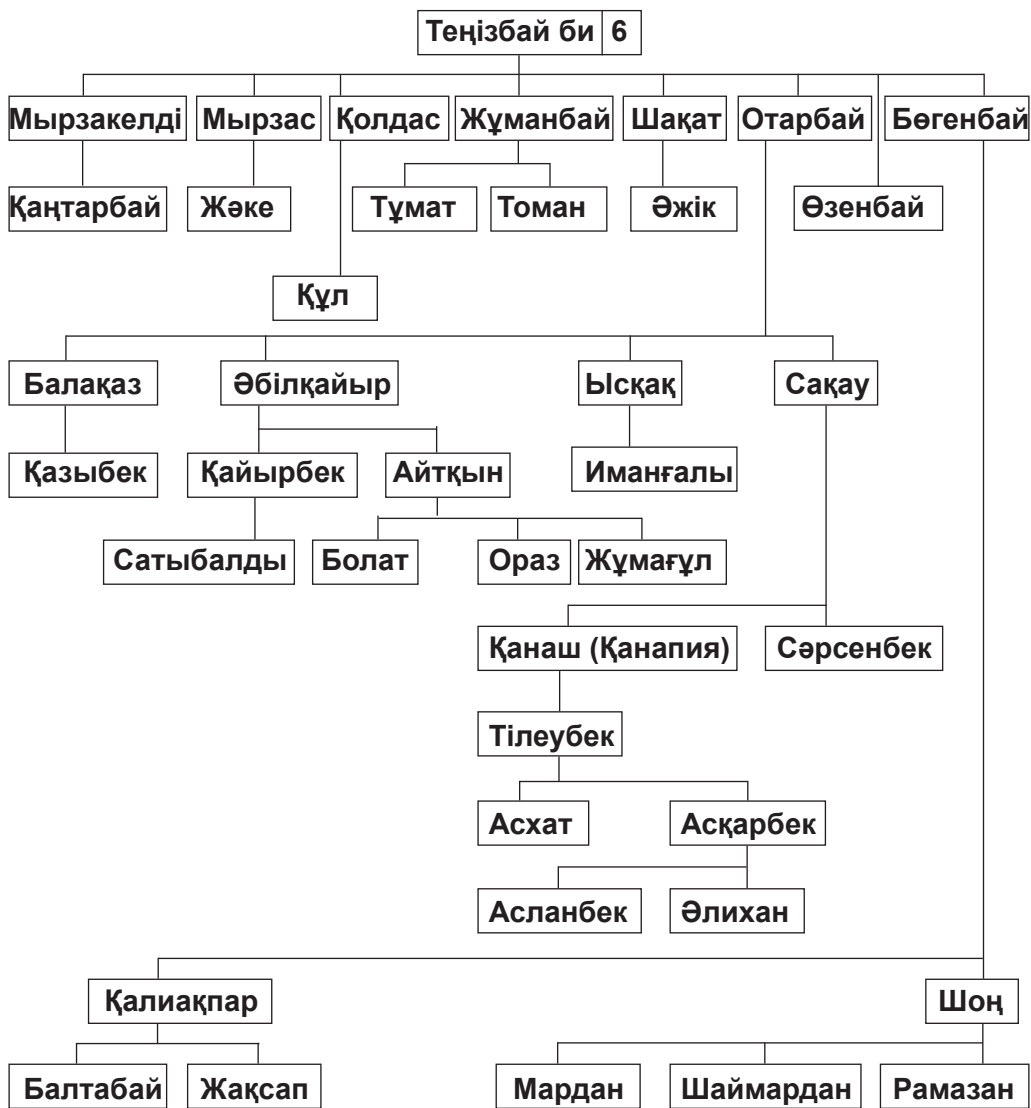 Теңізбай би 6
Мырзакелді Мырзас Қолдас Жұманбай Шақат Отарбай Бөгенбай
Қаңтарбай Жәке Тұмат Томан Әжік Өзенбай
Құл
Балақаз Әбілқайыр Ысқақ Сақау
Қазыбек Қайырбек Айтқын Иманғалы
Сатыбалды Болат Ораз Жұмағұл
Қанаш (Қанапия) Сәрсенбек
Тілеубек
Асхат Асқарбек
Асланбек Әлихан
Қалиақпар Шоң
Балтабай Жақсап Мардан Шаймардан Рамазан